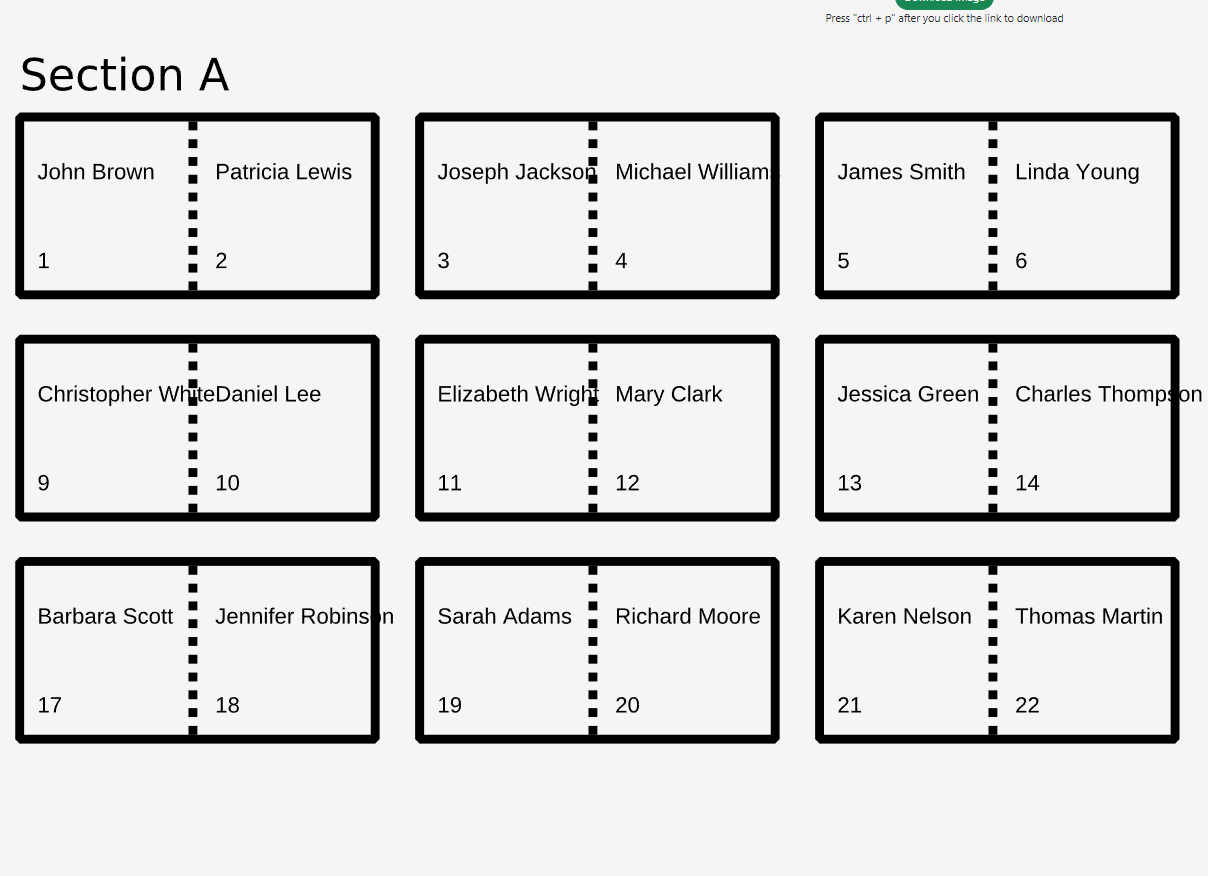 Press "ctrl + p" after you click the link to download
Section A
John Brown
Patricia Lewis
Joseph Jackson
Michael Williams
James Smith
Linda Young
1
2
3
4
5
6
Christopher White
Daniel Lee
Elizabeth Wright
Mary Clark
Jessica Green
Charles Thompson
9
10
11
12
13
14
Barbara Scott
Jennifer Robinson
Sarah Adams
Richard Moore
Karen Nelson
Thomas Martin
17
18
19
20
21
22